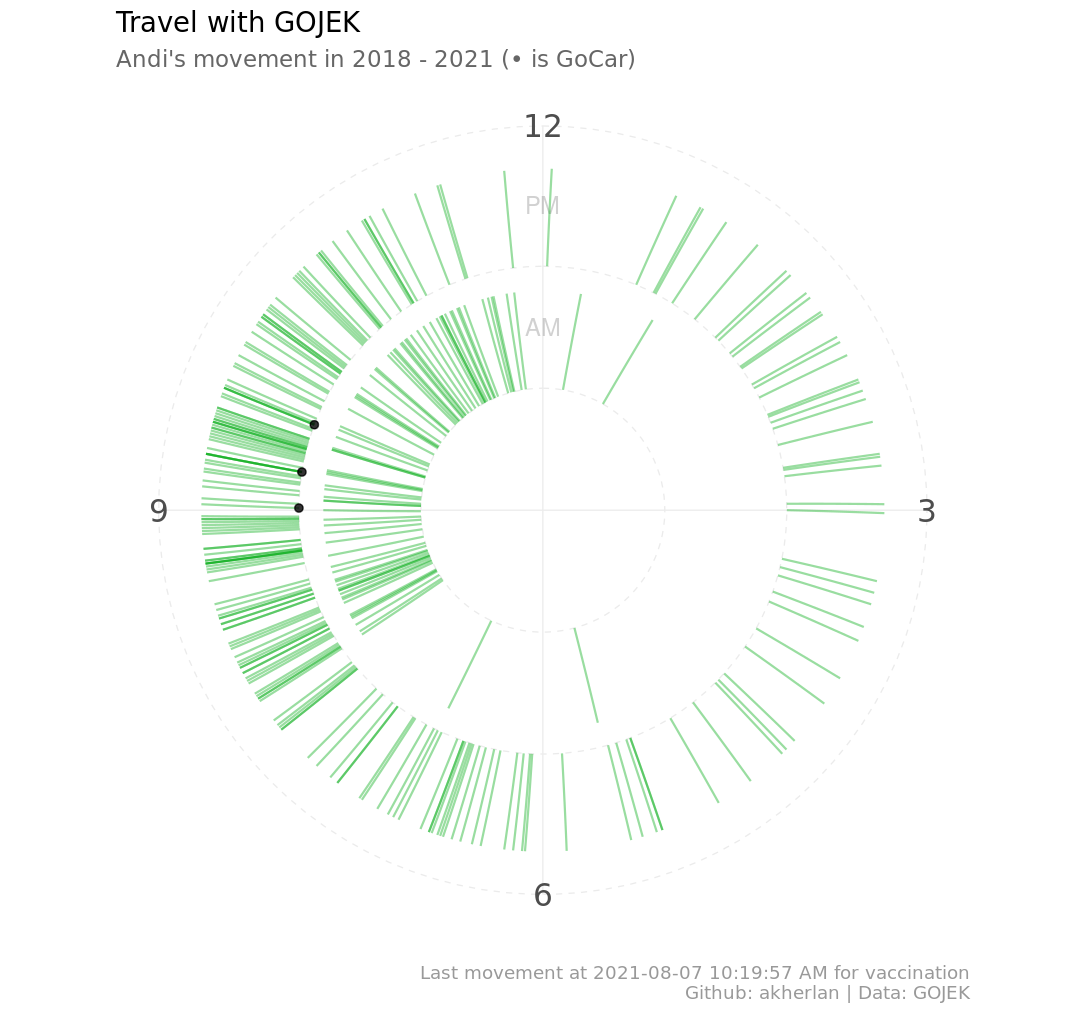 Travel with GOJEK
Andi's movement in 2018 - 2021 (• is GoCar)
12
PM
AM
9
3
6
Last movement at 2021-08-07 10:19:57 AM for vaccination
Github: akherlan | Data: GOJEK